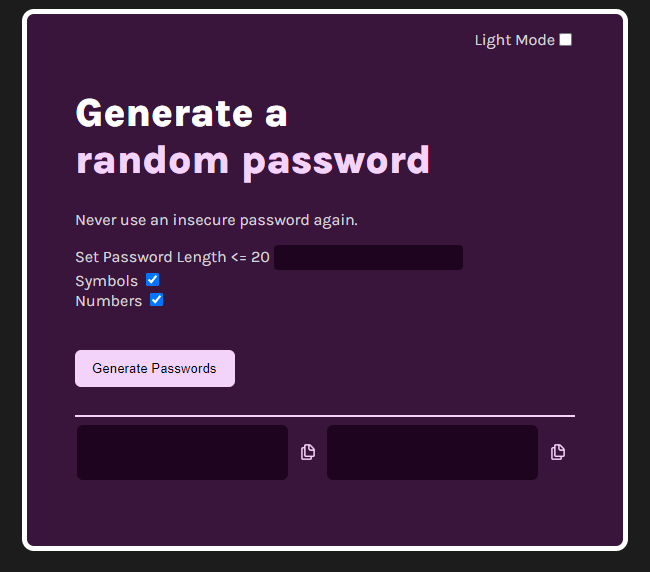 Light Mode
Generate a
random password
Never use an insecure password again.
Set Password Length <= 20
Symbols
Numbers
Generate Passwords